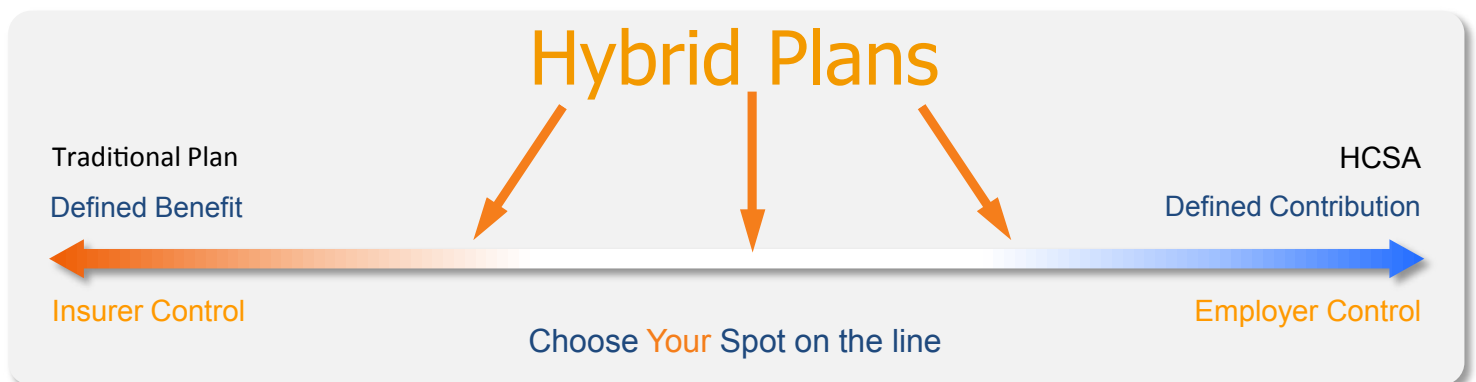 Hybrid Plans
Traditional Plan
HCSA
Defined Benefit
Defined Contribution
Insurer Control
Employer Control
Choose Your Spot on the line